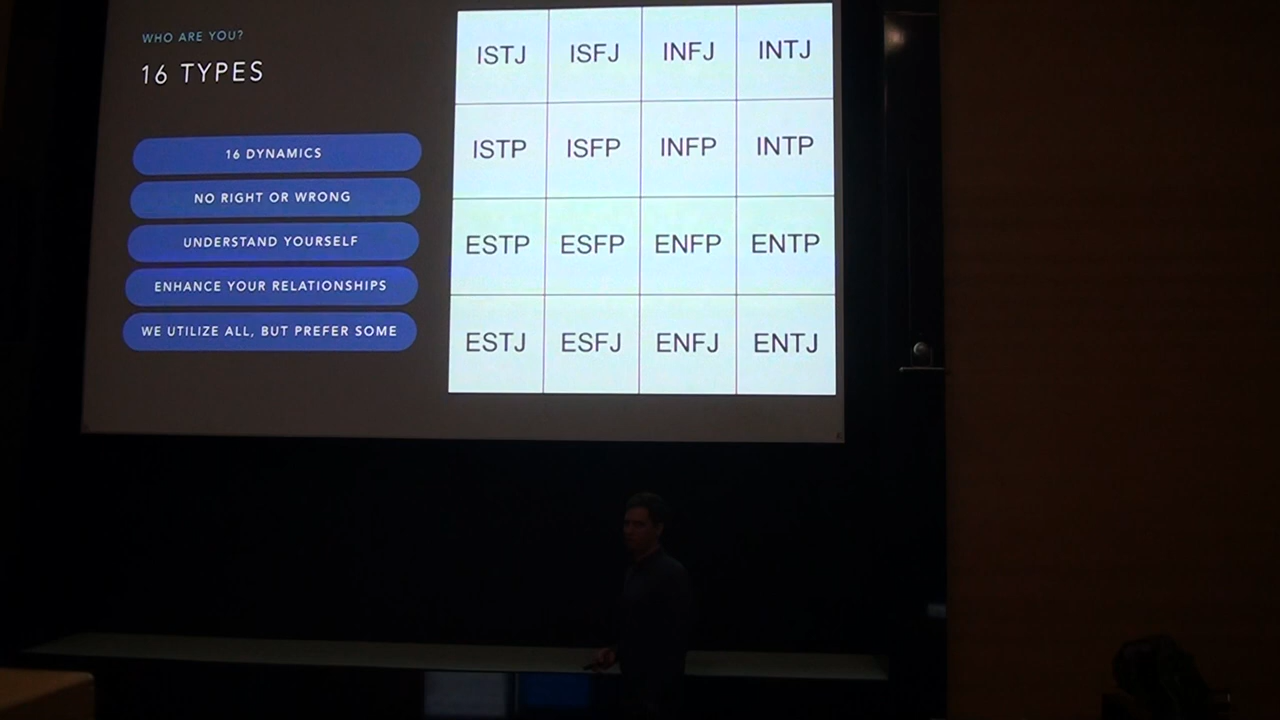 WHO ARE YOU?
16 TYPES
16 DYNAMICS
NO RIGHT OR WRONG
UNDERSTAND YOURSELF
ENHANCE YOUR RELATIONSHIPS
WE UTILIZE ALL, BUT PREFER SOME
ISTJ ISFJ INFJ INTJ
ISTP ISFP INFP INTP
ESTP ESFP ENFP ENTP
ESTJ ESFJ ENFJ ENTJ